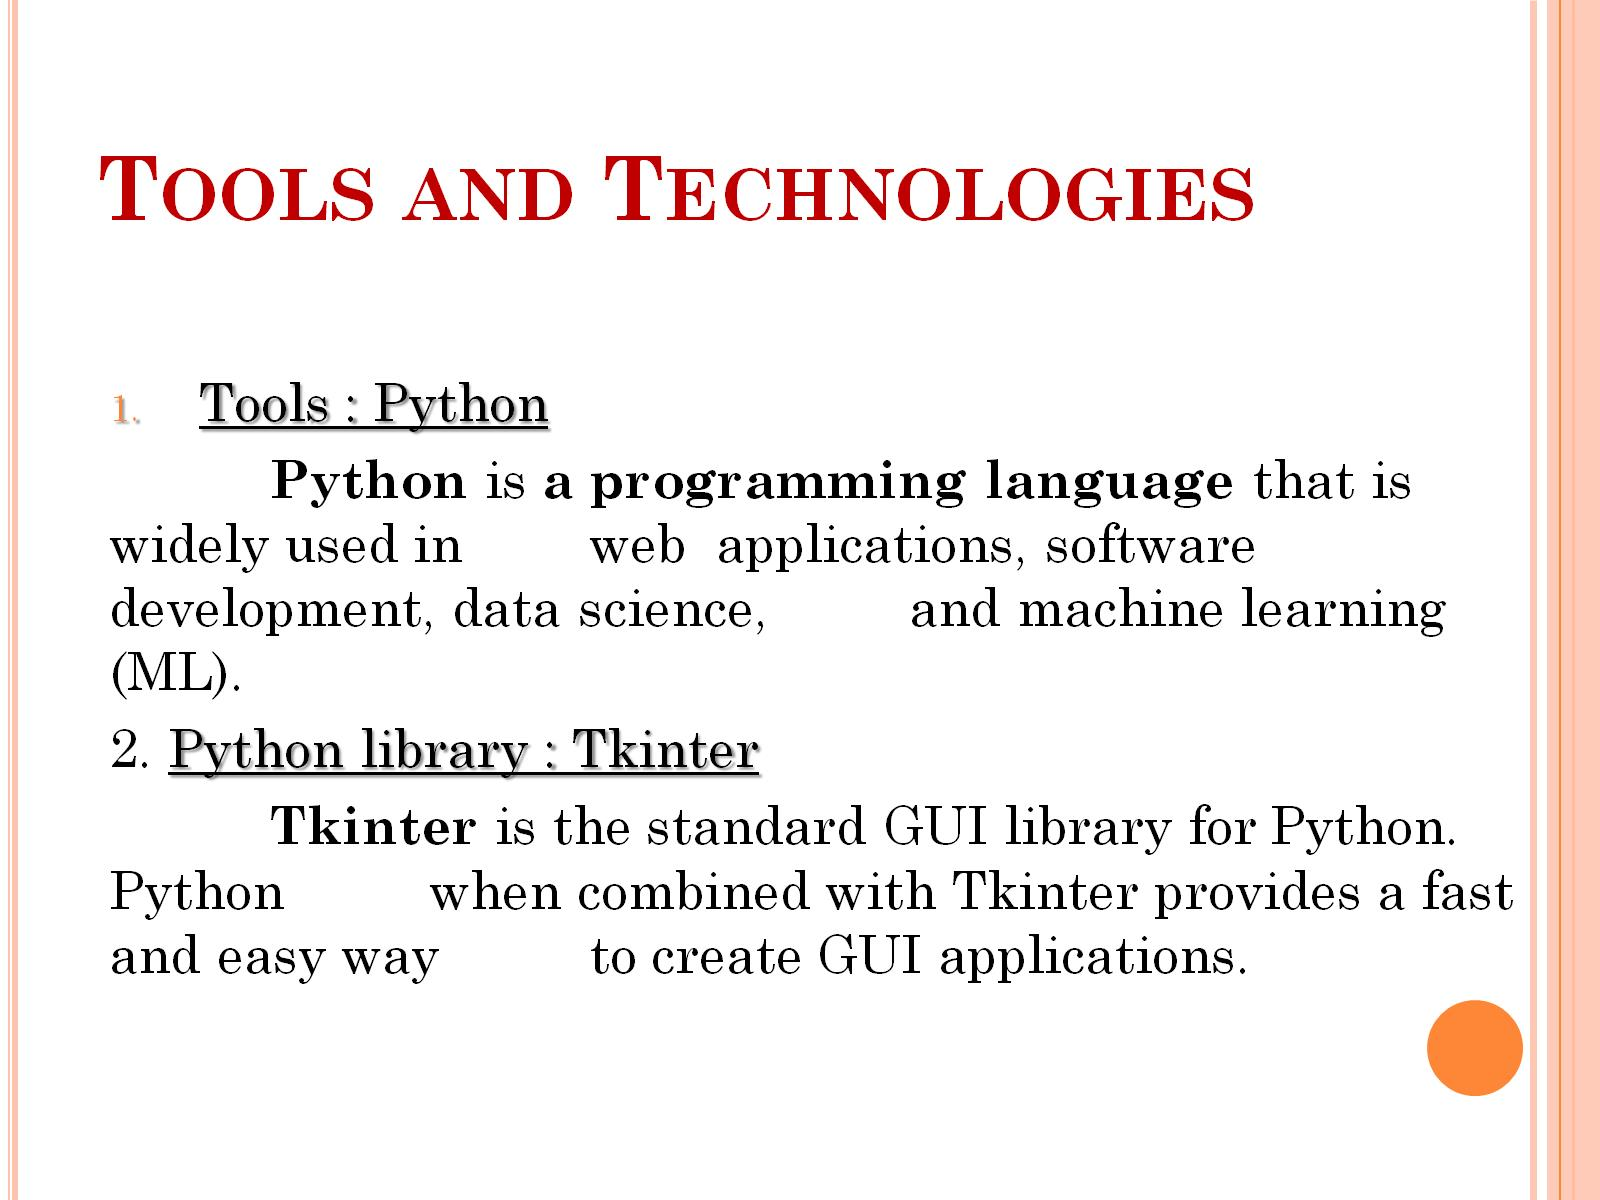 TOOLS AND TECHNOLOGIES
1. Tools : Python
Python is a programming language that is
widely used in web applications, software
development, data science, and machine learning
(ML).
2. Python library : Tkinter
Tkinter is the standard GUI library for Python.
Python when combined with Tkinter provides a fast
and easy way to create GUI applications.